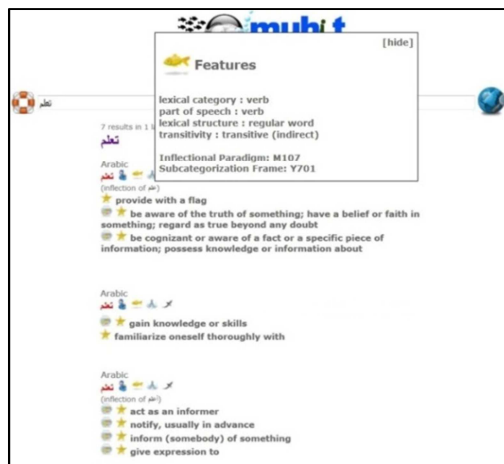 muhit
[hide]
Features
lexical category : verb
part of speech : verb
lexical structure : regular word
transitivity : transitive (indirect)
Inflectional Paradigm: M107
Subcategorization Frame: Y701
تعلم
7 results in 1
تعلم
Arabic
تعلم
(inflection of علم)
provide with a flag
be aware of the truth of something; have a belief or faith in
something; regard as true beyond any doubt
be cognizant or aware of a fact or a specific piece of
information; possess knowledge or information about
Arabic
تعلم
gain knowledge or skills
familiarize oneself thoroughly with
Arabic
تعلم
(inflection of
act as an informer
notify, usually in advance
inform (somebody) of something
give expression to